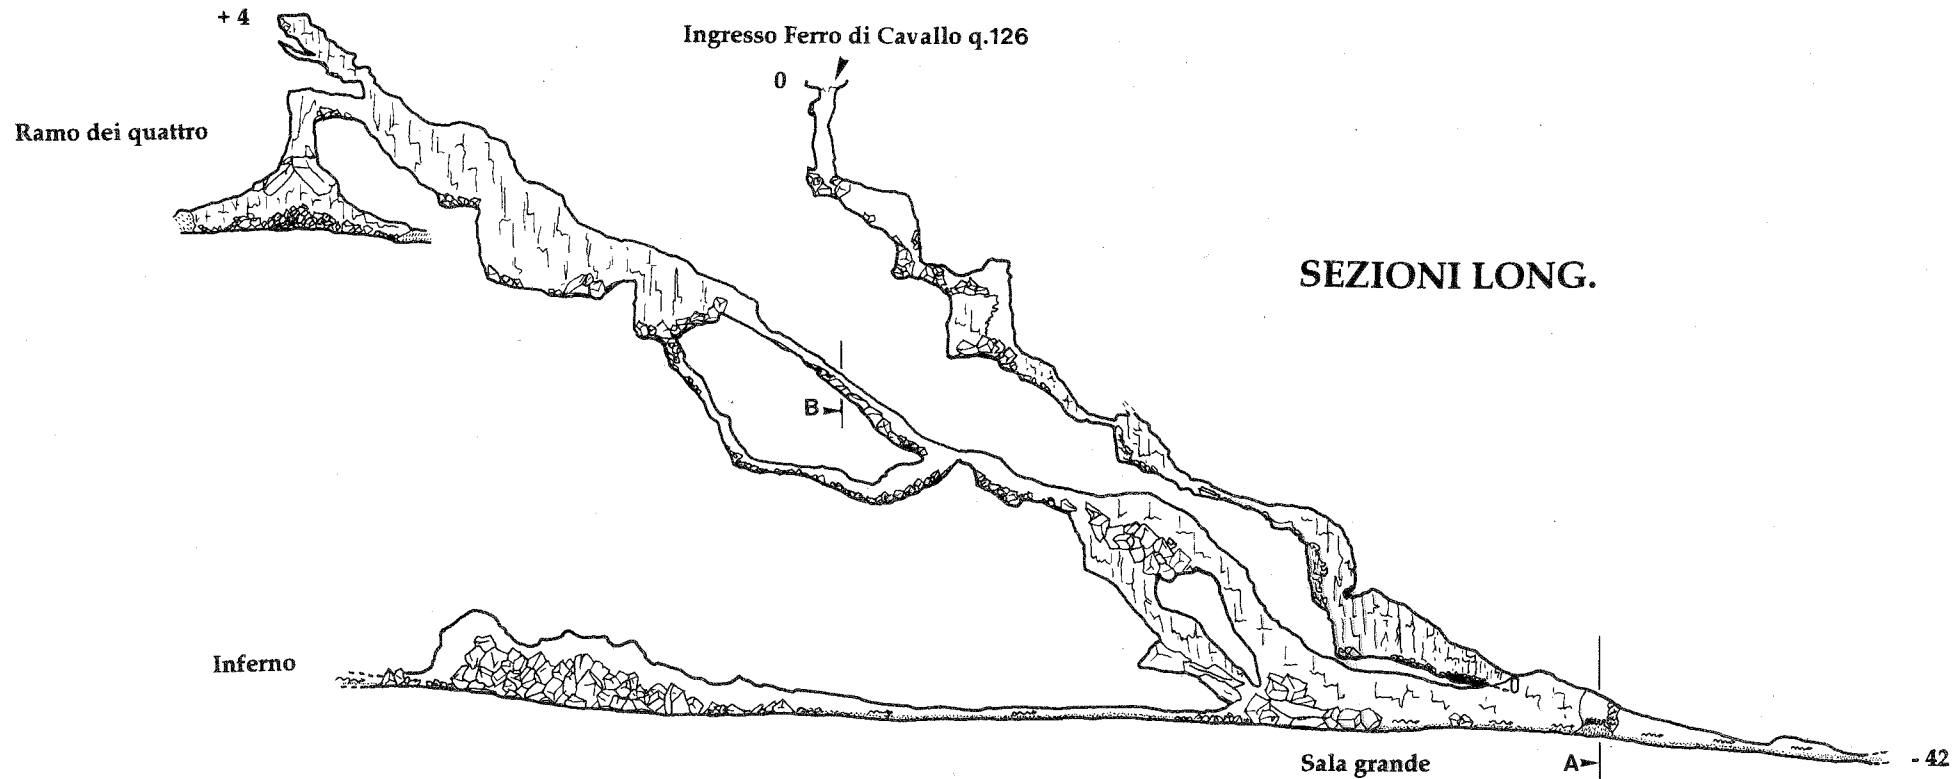 + 4
Ingresso Ferro di Cavallo q.126
0
Ramo dei quattro
SEZIONI LONG.
B
Inferno
Sala grande
A
- 42